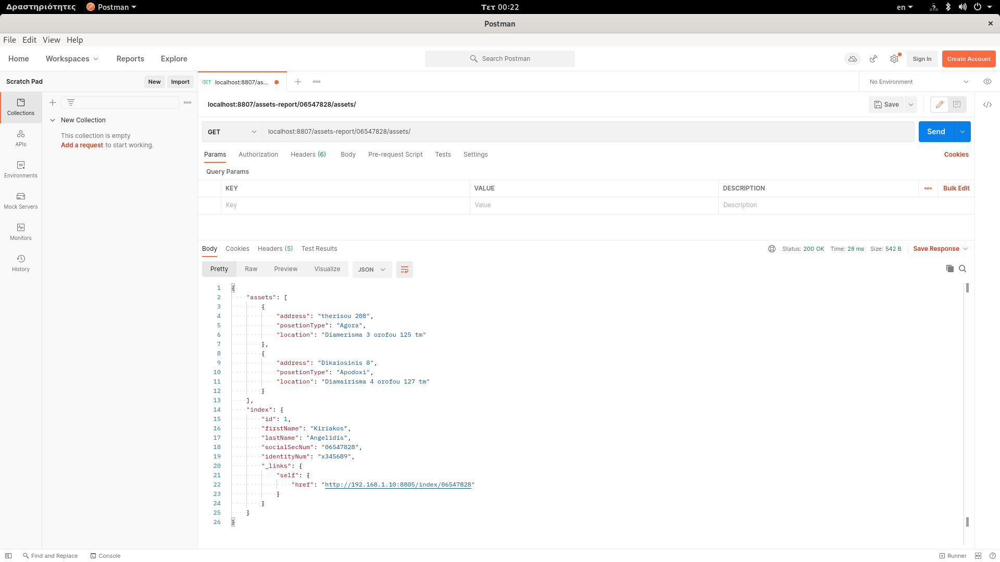 Δραστηριότητες Postman Τετ 00:22 en
Postman
File Edit View Help
Home Workspaces Reports Explore Search Postman Sign In Create Account
Scratch Pad New Import GET localhost:8807/as... No Environment
localhost:8807/assets-report/06547828/assets/ Save
Collections
New Collection
This collection is empty
Add a request to start working.
APIs
Environments
Mock Servers
Monitors
History
GET localhost:8807/assets-report/06547828/assets/ Send
Params Authorization Headers (6) Body Pre-request Script Tests Settings Cookies
Query Params
KEY VALUE DESCRIPTION Bulk Edit
Key Value Description
Body Cookies Headers (5) Test Results Status: 200 OK Time: 28 ms Size: 542 B Save Response
Pretty Raw Preview Visualize JSON
1 {
2 "assets": [
3 {
4 "address": "therisou 208",
5 "posetionType": "Agora",
6 "location": "Diamerisma 3 orofou 125 tm"
7 },
8 {
9 "address": "Dikaiosinis 8",
10 "posetionType": "Apodoxi",
11 "location": "Diamairisma 4 orofou 127 tm"
12 }
13 ],
14 "index": {
15 "id": 1,
16 "firstName": "Kiriakos",
17 "lastName": "Angelidis",
18 "socialSecNum": "06547828",
19 "identityNum": "x345689",
20 "_links": {
21 "self": {
22 "href": "http://192.168.1.10:8805/index/06547828"
23 }
24 }
25 }
26 }
Find and Replace Console Runner